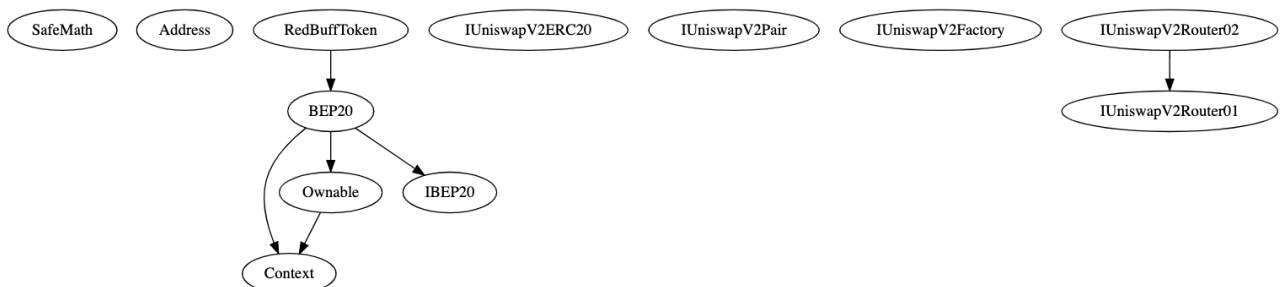 SafeMath
Address
RedBuffToken
IUniswapV2ERC20
IUniswapV2Pair
IUniswapV2Factory
IUniswapV2Router02
BEP20
IUniswapV2Router01
Ownable
IBEP20
Context